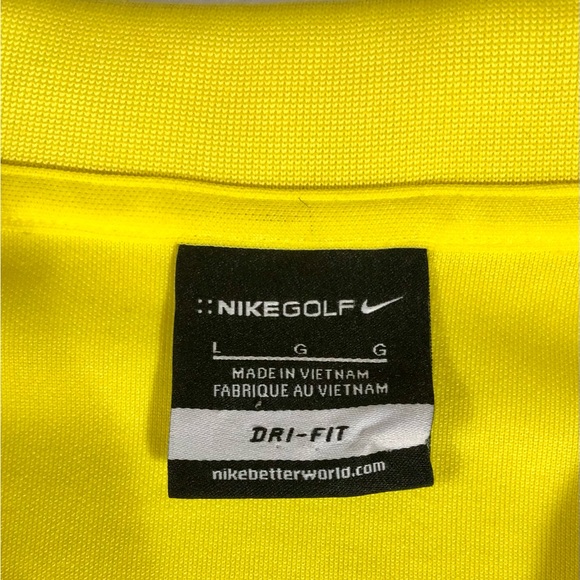 NIKEGOLF
L G G
MADE IN VIETNAM
FABRIQUE AU VIETNAM
DRI-FIT
nikebetterworld.com